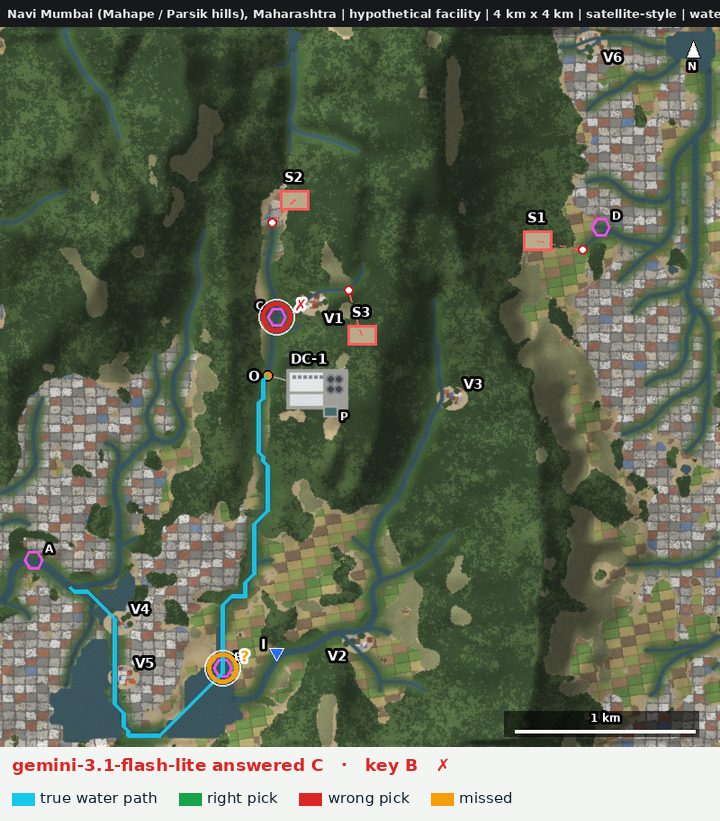 Navi Mumbai (Mahape / Parsik hills), Maharashtra | hypothetical facility | 4 km x 4 km | satellite-style | wate
V6
N
S2
S1
D
C
✗
V1
S3
O
DC-1
V3
P
A
V4
I
?
V5
V2
1 km
gemini-3.1-flash-lite answered C · key B ✗
true water path
right pick
wrong pick
missed